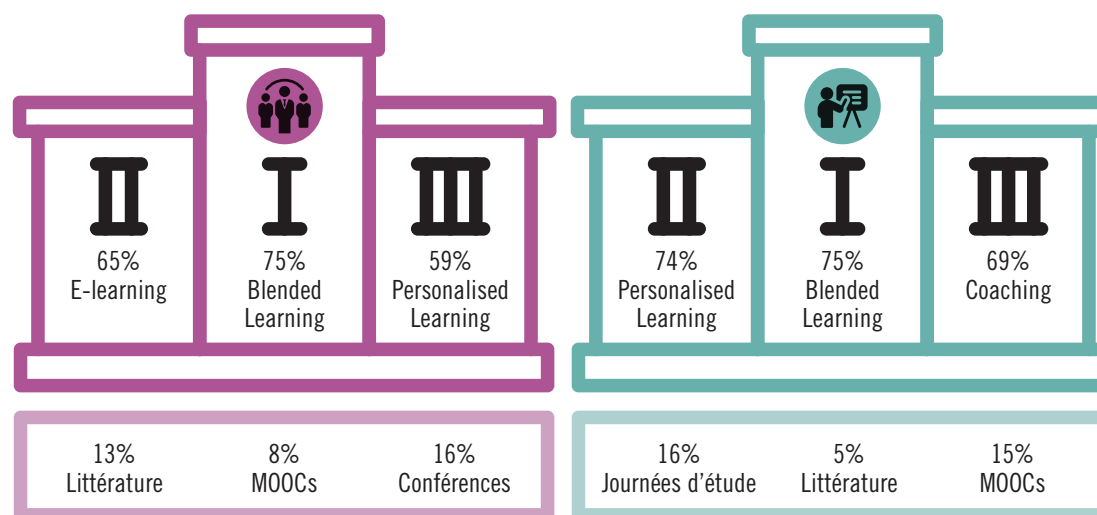 II
65%
E-learning
I
75%
Blended
Learning
III
59%
Personalised
Learning
II
74%
Personalised
Learning
I
75%
Blended
Learning
III
69%
Coaching
13%
Littérature
8%
MOOCs
16%
Conférences
16%
Journées d'étude
5%
Littérature
15%
MOOCs